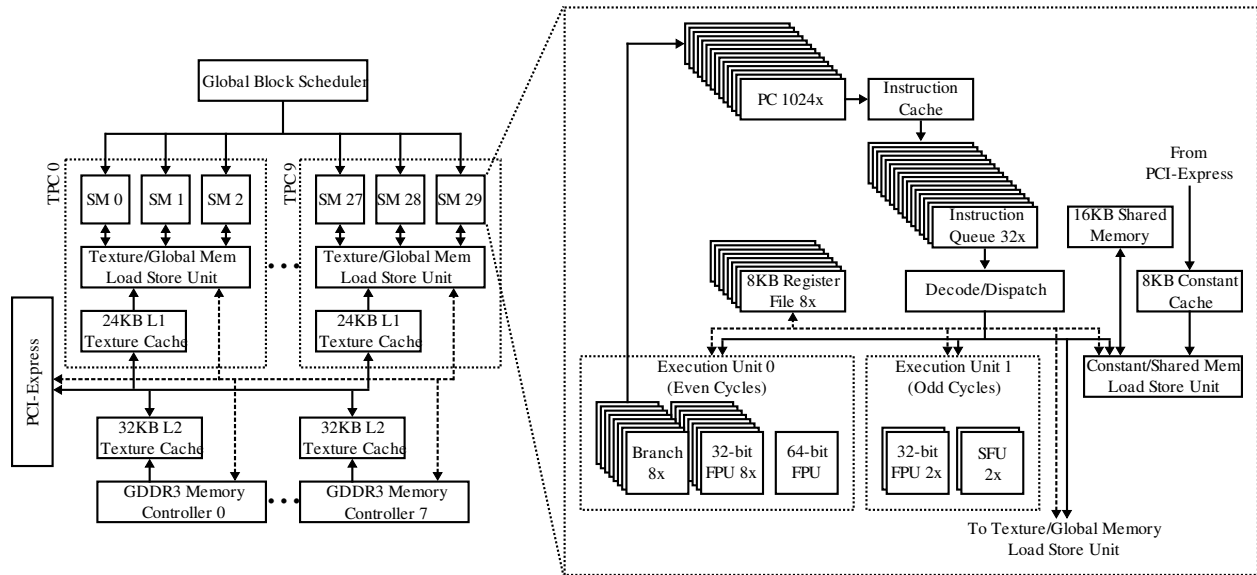 Global Block Scheduler
TPC 0
SM 0
SM 1
SM 2
Texture/Global Mem
Load Store Unit
24KB L1
Texture Cache
TPC 9
SM 27
SM 28
SM 29
Texture/Global Mem
Load Store Unit
24KB L1
Texture Cache
PCI-Express
32KB L2
Texture Cache
32KB L2
Texture Cache
GDDR3 Memory
Controller 0
GDDR3 Memory
Controller 7
PC 1024x
Instruction
Cache
Instruction
Queue 32x
From
PCI-Express
16KB Shared
Memory
8KB Register
File 8x
Decode/Dispatch
8KB Constant
Cache
Execution Unit 0
(Even Cycles)
Branch
8x
32-bit
FPU 8x
64-bit
FPU
Execution Unit 1
(Odd Cycles)
32-bit
FPU 2x
SFU
2x
Constant/Shared Mem
Load Store Unit
To Texture/Global Memory
Load Store Unit